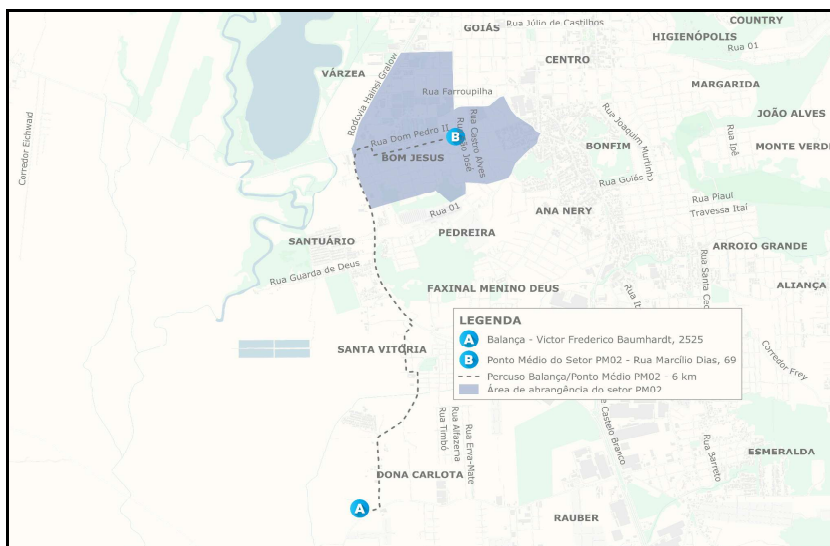 COUNTRY
GOIÁS
Rua Júlio de Castilhos
HIGIENÓPOLIS
Rua 01
CENTRO
VÁRZEA
MARGARIDA
Rodovia Hainsi Gralow
Rua Farroupilha
JOÃO ALVES
Rua Joaquim Murtinho
Rua Castro Alves
Rua São José
Rua Dom Pedro II
B
Rua Ipê
BONFIM
MONTE VERDE
Corredor Eichwad
BOM JESUS
Rua Goiás
Rua Piauí
Travessa Itaí
Rua 01
ANA NERY
PEDREIRA
SANTUÁRIO
ARROIO GRANDE
Rua Guarda de Deus
FAXINAL MENINO DEUS
ALIANÇA
LEGENDA
A Balança - Victor Frederico Baumhardt, 2525
B Ponto Médio do Setor PM02 - Rua Marcílio Dias, 69
Percuso Balança/Ponto Médio PM02 - 6 km
Área de abrangência do setor PM02
SANTA VITÓRIA
Corredor Frey
Castelo Branco
Rua Timbó
Rua Alfazema
Rua Erva-Mate
Rua Barreto
ESMERALDA
DONA CARLOTA
A
RAUBER